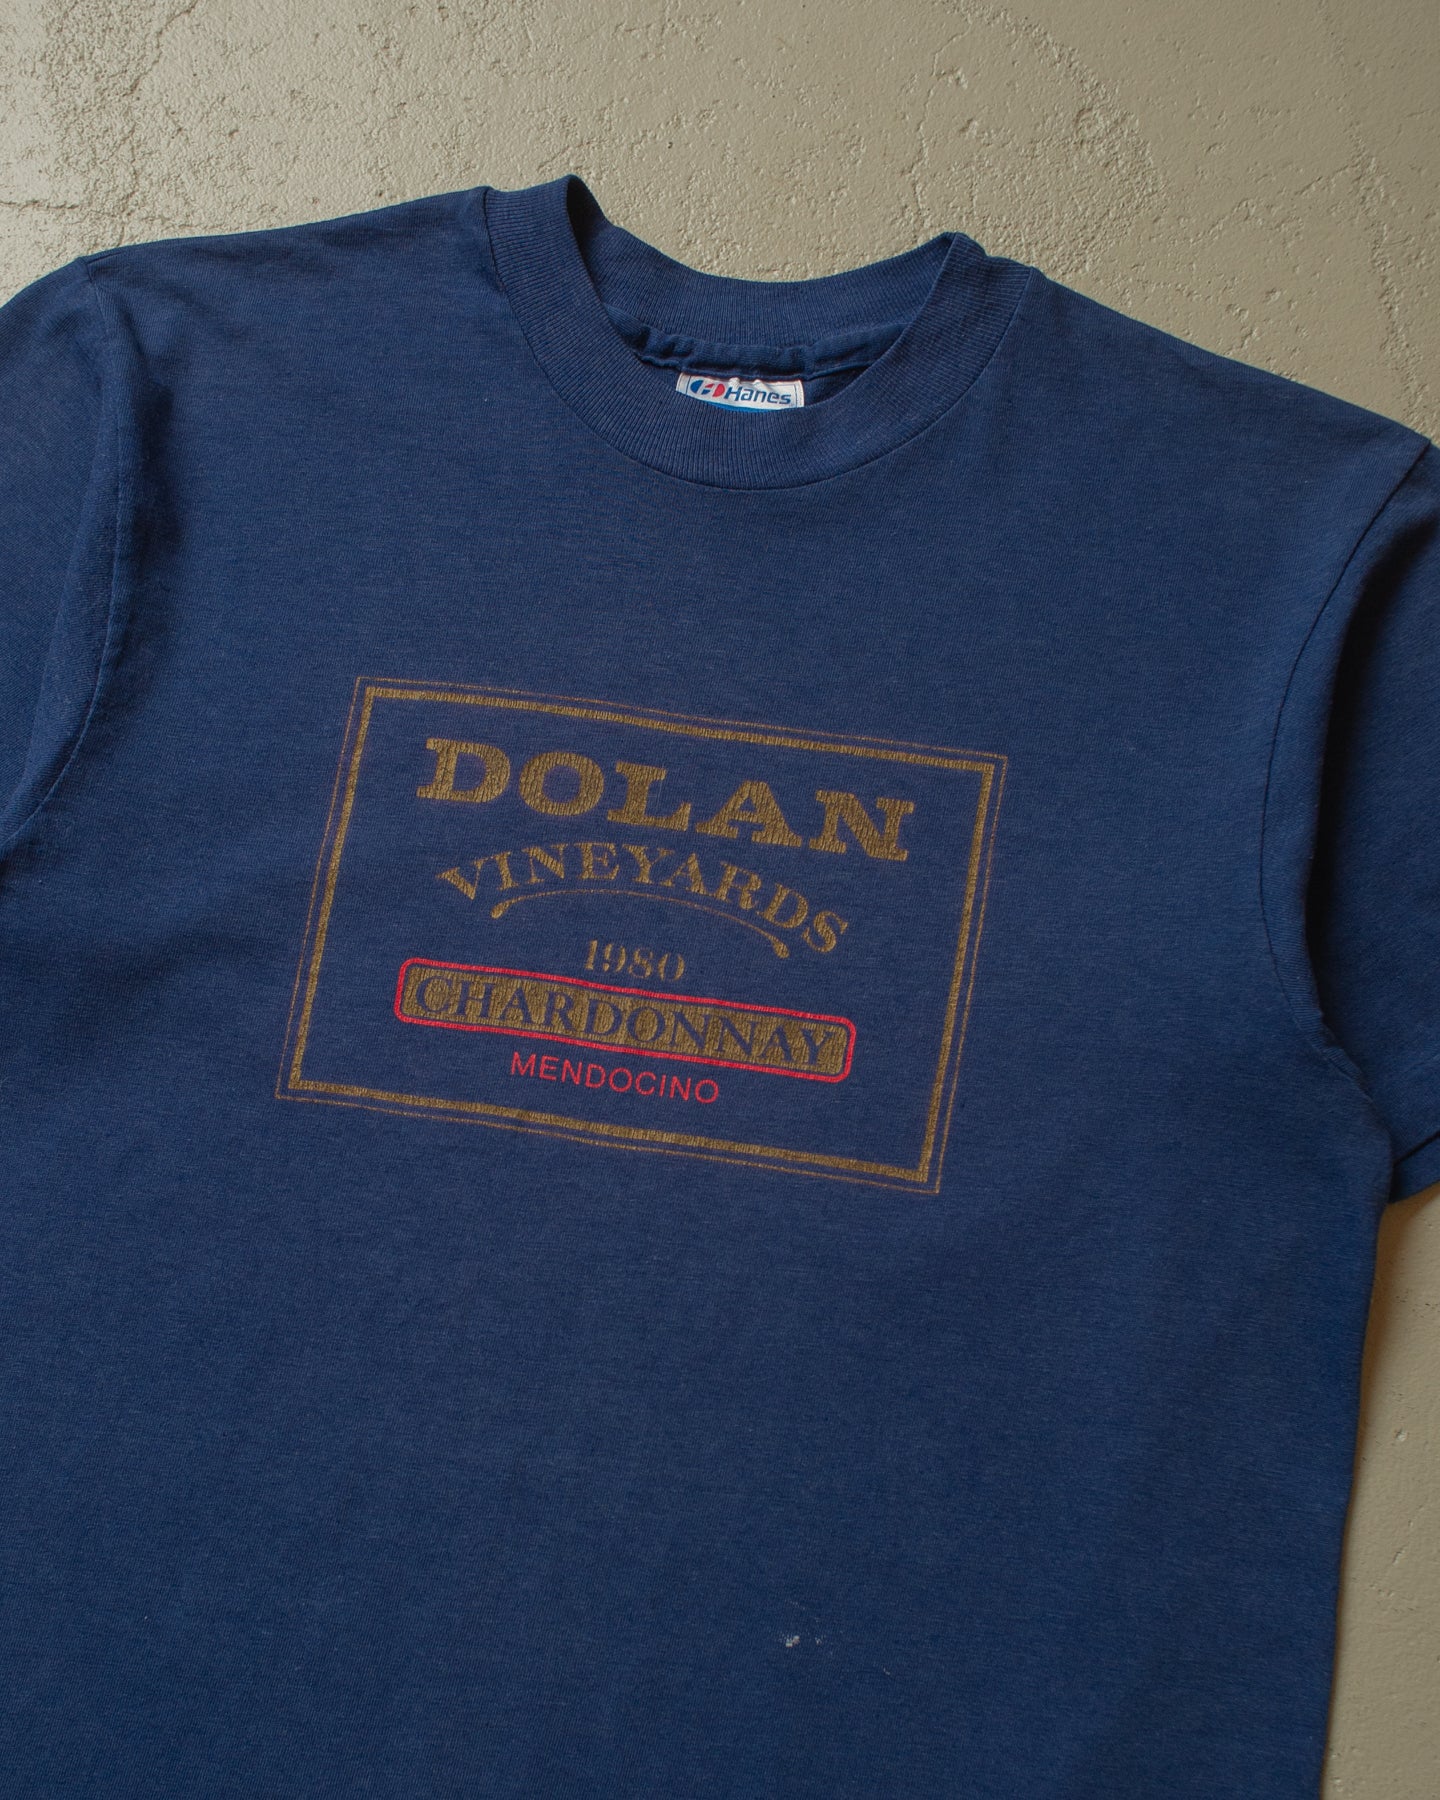 Hanes
DOLAN
VINEYARDS
1980
CHARDONNAY
MENDOCINO